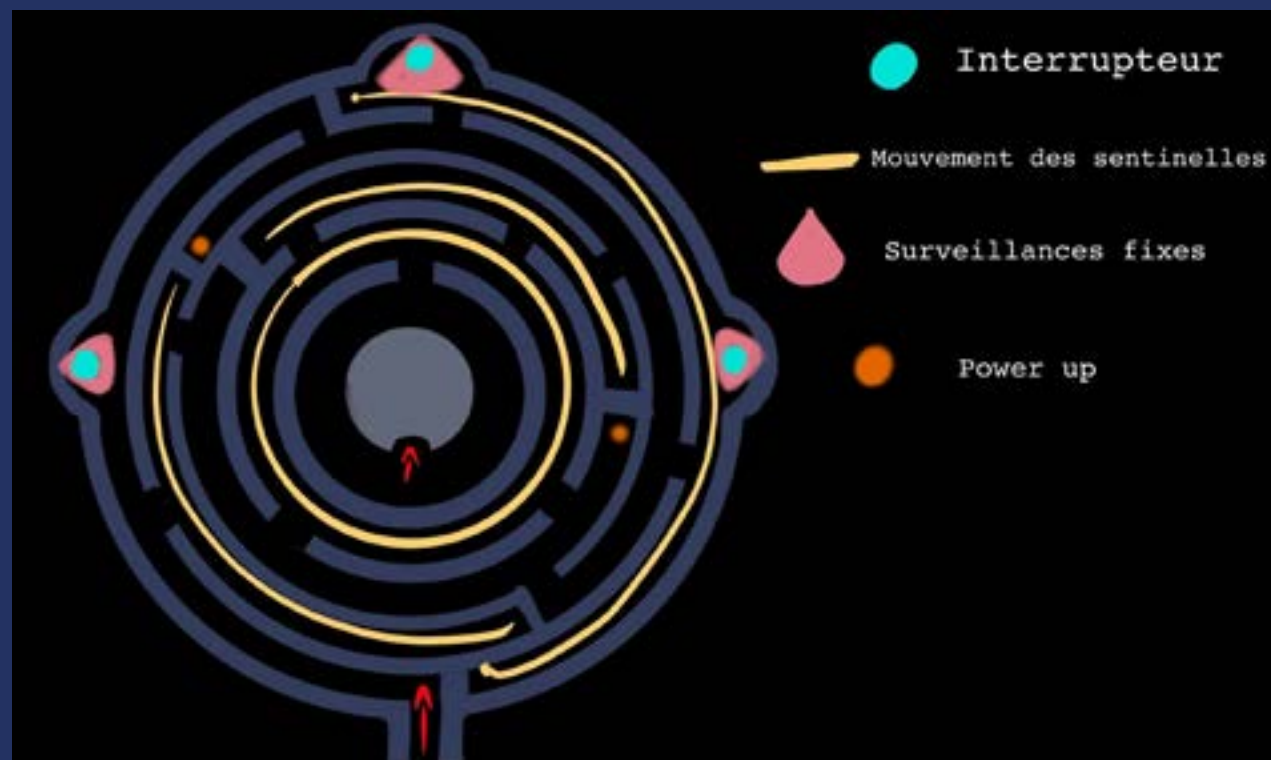 Interrupteur
Mouvement des sentinelles
Surveillances fixes
Power up